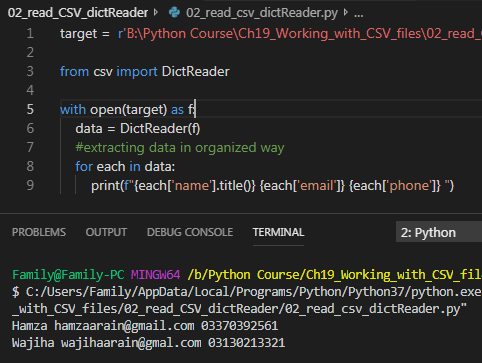 02_read_CSV_dictReader > 02_read_csv_dictReader.py > ...
1 target = r'B:\Python Course\Ch19_Working_with_CSV_files\02_read_
2
3 from csv import DictReader
4
5 with open(target) as f:
6 data = DictReader(f)
7 #extracting data in organized way
8 for each in data:
9 print(f"{each['name'].title()} {each['email']} {each['phone']} ")
PROBLEMS OUTPUT DEBUG CONSOLE TERMINAL 2: Python
Family@Family-PC MINGW64 /b/Python Course/Ch19_Working_with_CSV_fil
$ C:/Users/Family/AppData/Local/Programs/Python/Python37/python.exe
_with_CSV_files/02_read_CSV_dictReader/02_read_csv_dictReader.py"
Hamza hamzaarain@gmail.com 03370392561
Wajiha wajihaarain@gmal.com 03130213321